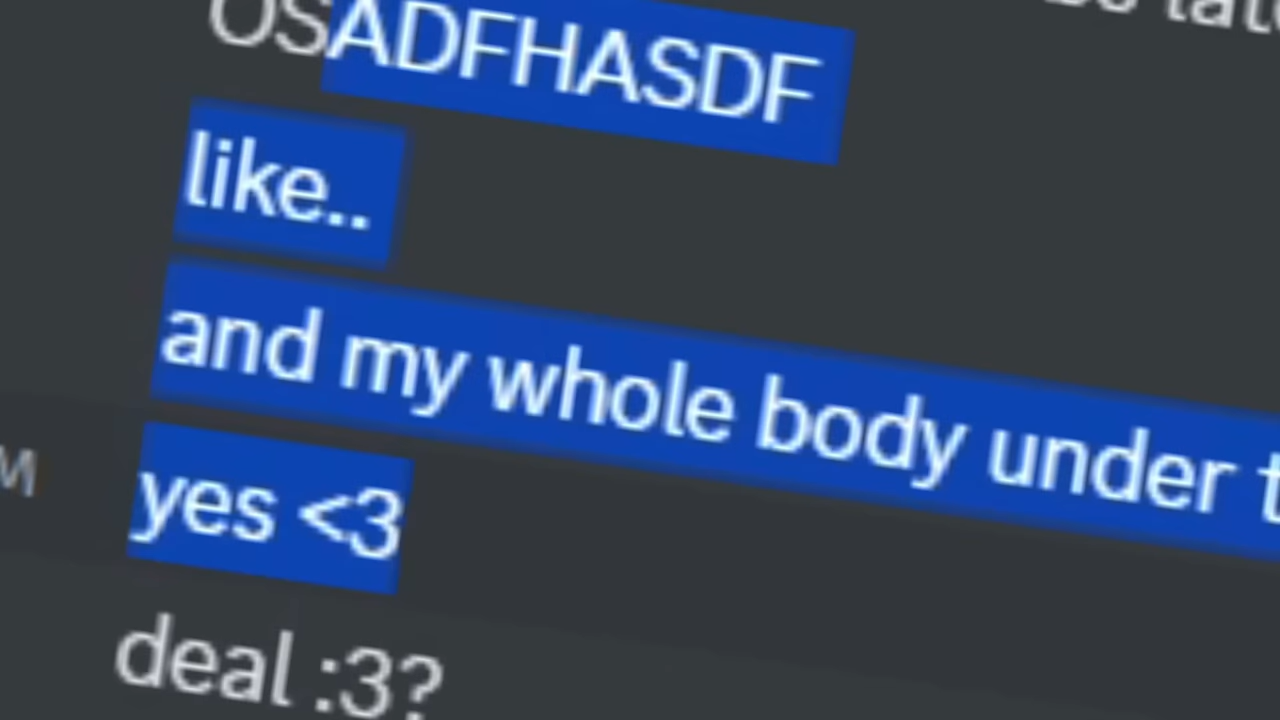 OSADFHASDF
like..
and my whole body under
yes <3
deal :3?